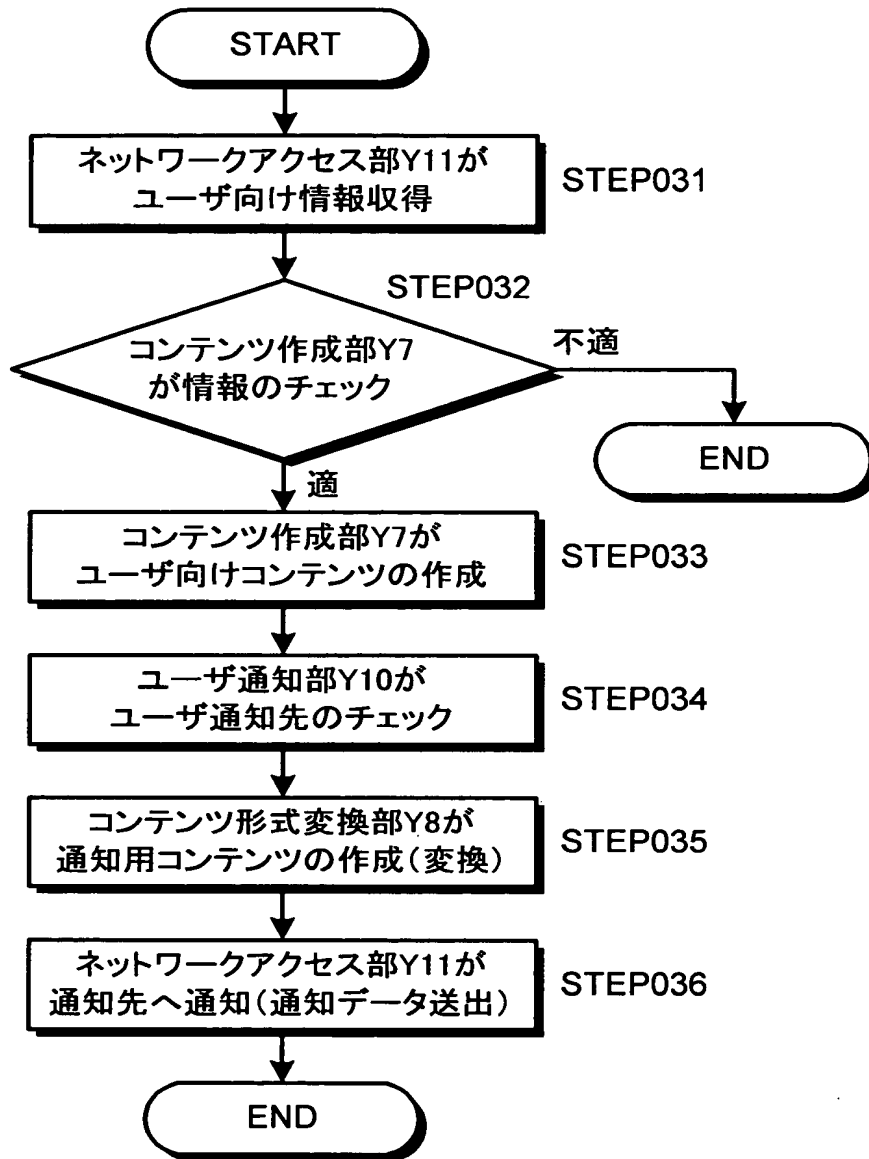 START
ネットワークアクセス部Y11が
ユーザ向け情報収得
STEP031
STEP032
コンテンツ作成部Y7
が情報のチェック
不適
END
適
コンテンツ作成部Y7が
ユーザ向けコンテンツの作成
STEP033
ユーザ通知部Y10が
ユーザ通知先のチェック
STEP034
コンテンツ形式変換部Y8が
通知用コンテンツの作成(変換)
STEP035
ネットワークアクセス部Y11が
通知先へ通知(通知データ送出)
STEP036
END